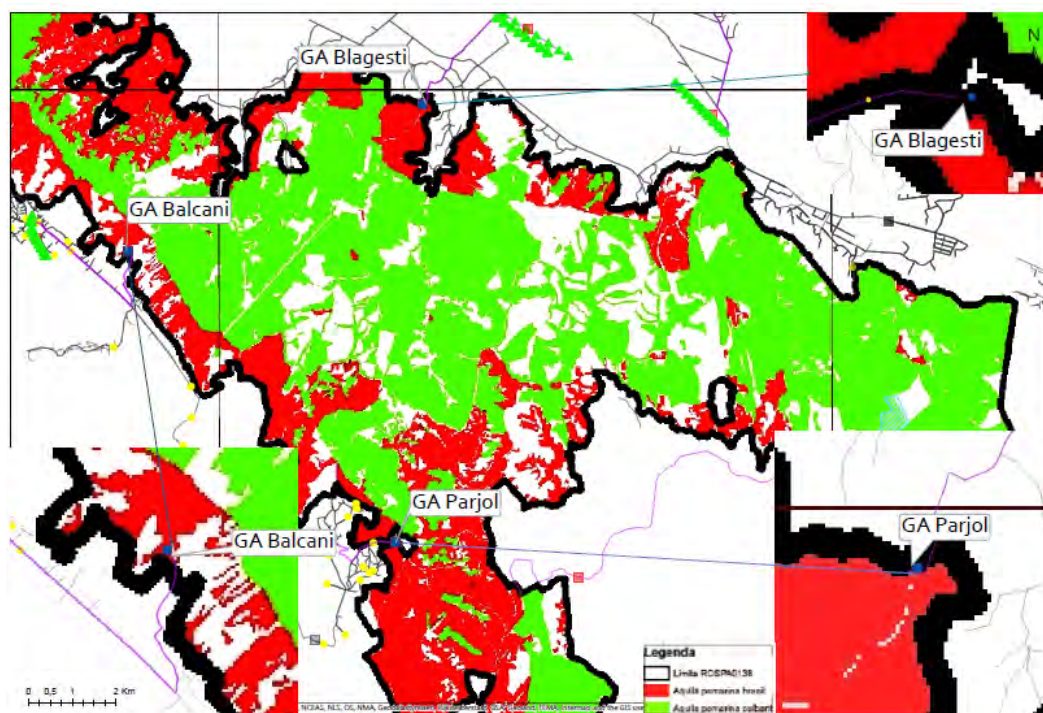 GA Blagesti
N
GA Blagesti
GA Balcani
GA Parjol
GA Balcani
GA Parjol
Legenda
Limita ROSPA0138
Aquila pomarina hranit
Aquila pomarina cuibarit
0 0,5 1 2 Km